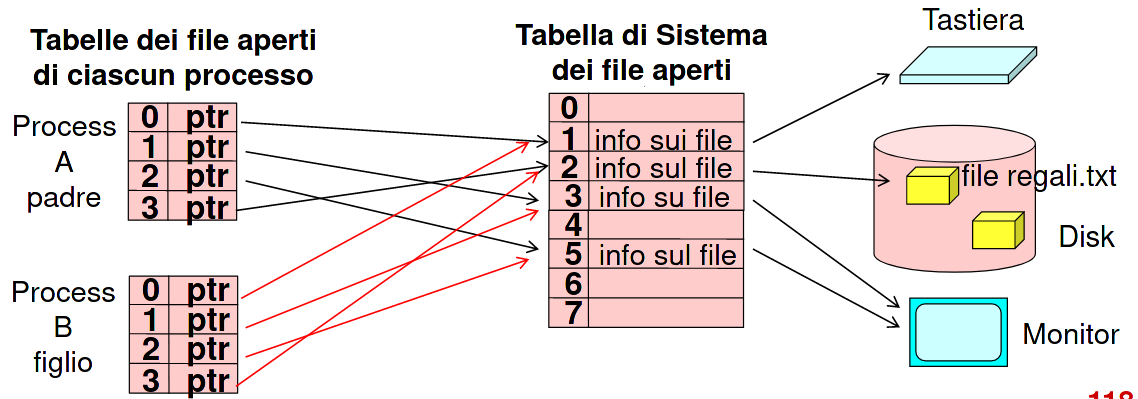 Tabelle dei file aperti
di ciascun processo
Tabella di Sistema
dei file aperti
Tastiera
Process
A
padre
0 ptr
1 ptr
2 ptr
3 ptr
0
1 info sui file
2 info sul file
3 info su file
4
5 info sul file
6
7
file regali.txt
Disk
Process
B
figlio
0 ptr
1 ptr
2 ptr
3 ptr
Monitor
118